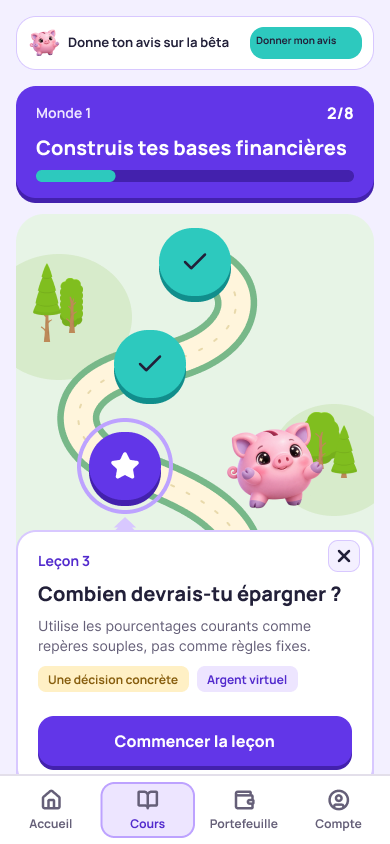 Donne ton avis sur la bêta
Donner mon avis
Monde 1
2/8
Construis tes bases financières
Leçon 3
Combien devrais-tu épargner ?
Utilise les pourcentages courants comme
repères souples, pas comme règles fixes.
Une décision concrète
Argent virtuel
Commencer la leçon
Accueil
Cours
Portefeuille
Compte